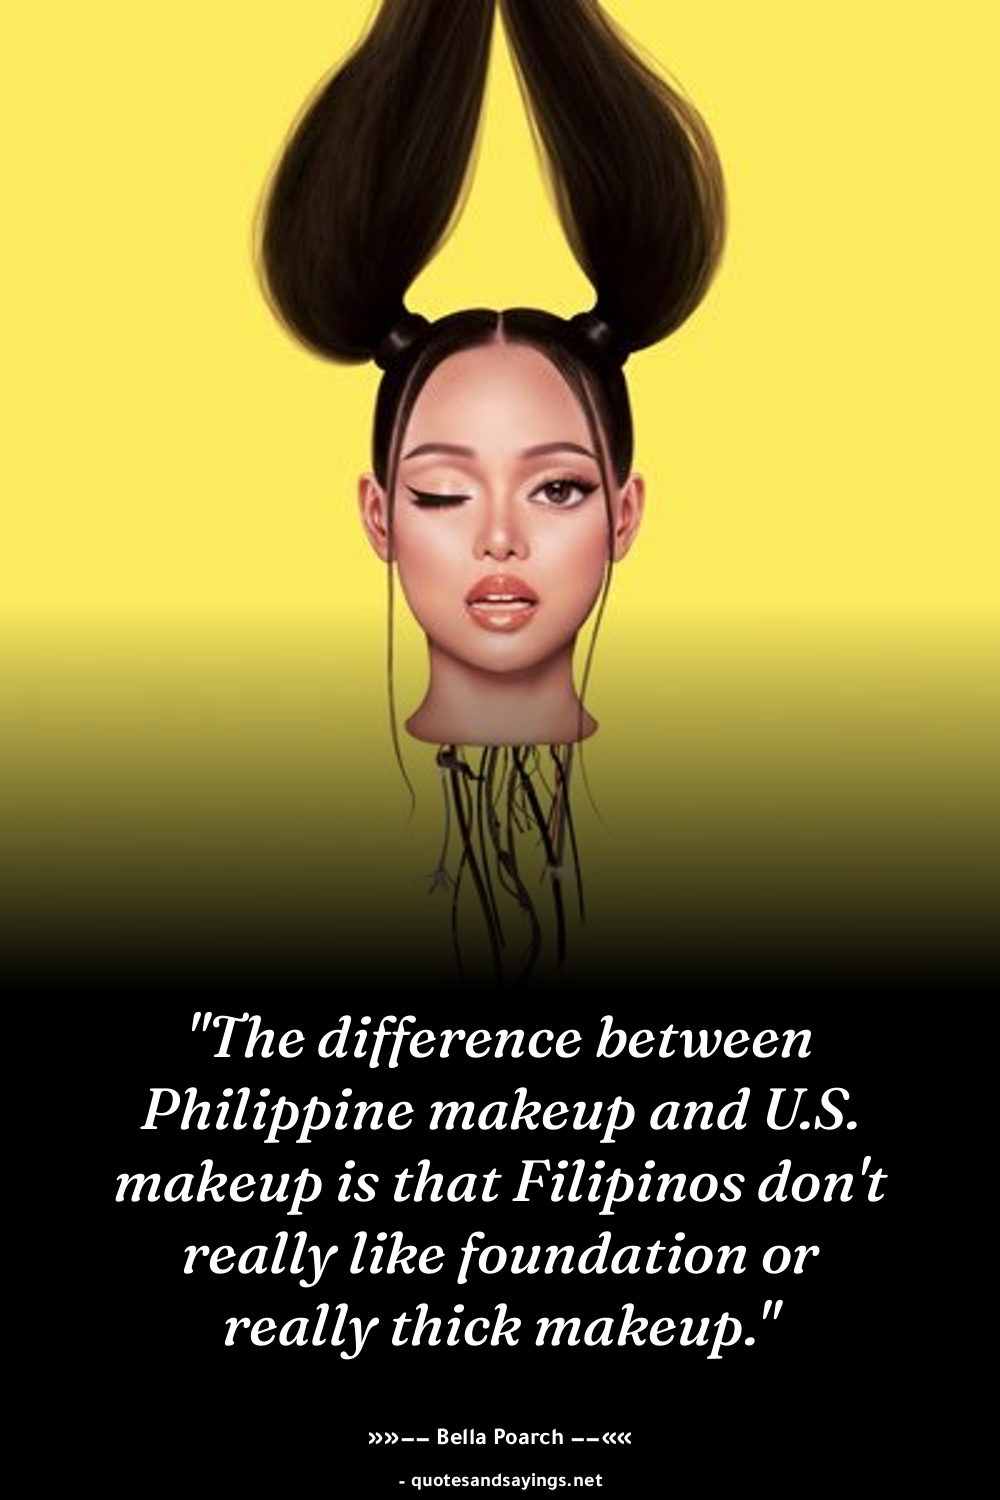 "The difference between
Philippine makeup and U.S.
makeup is that Filipinos don't
really like foundation or
really thick makeup."
»»–– Bella Poarch ––««
- quotesandsayings.net